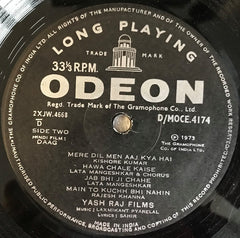 LONG PLAYING
TRADE MARK
33⅓ R.P.M.
ODEON
Regd. Trade Mark of The Gramophone Co., Ltd.
2XJW.4668
D/MOCE.4174
D
SIDE TWO
HINDI FILM :
DAAG
℗ 1973
THE GRAMOPHONE
CO. OF INDIA LTD.
MERE DIL MEN AAJ KYA HAI
KISHORE KUMAR
HAWA CHALE KAISE
LATA MANGESHKAR & CHORUS
JAB BHI JI CHAHE
LATA MANGESHKAR
MAIN TO KUCHH BHI NAHIN
RAJESH KHANNA
YASH RAJ FILMS
MUSIC : LAXMIKANT PYARELAL
LYRICS : SAHIR
MADE IN INDIA